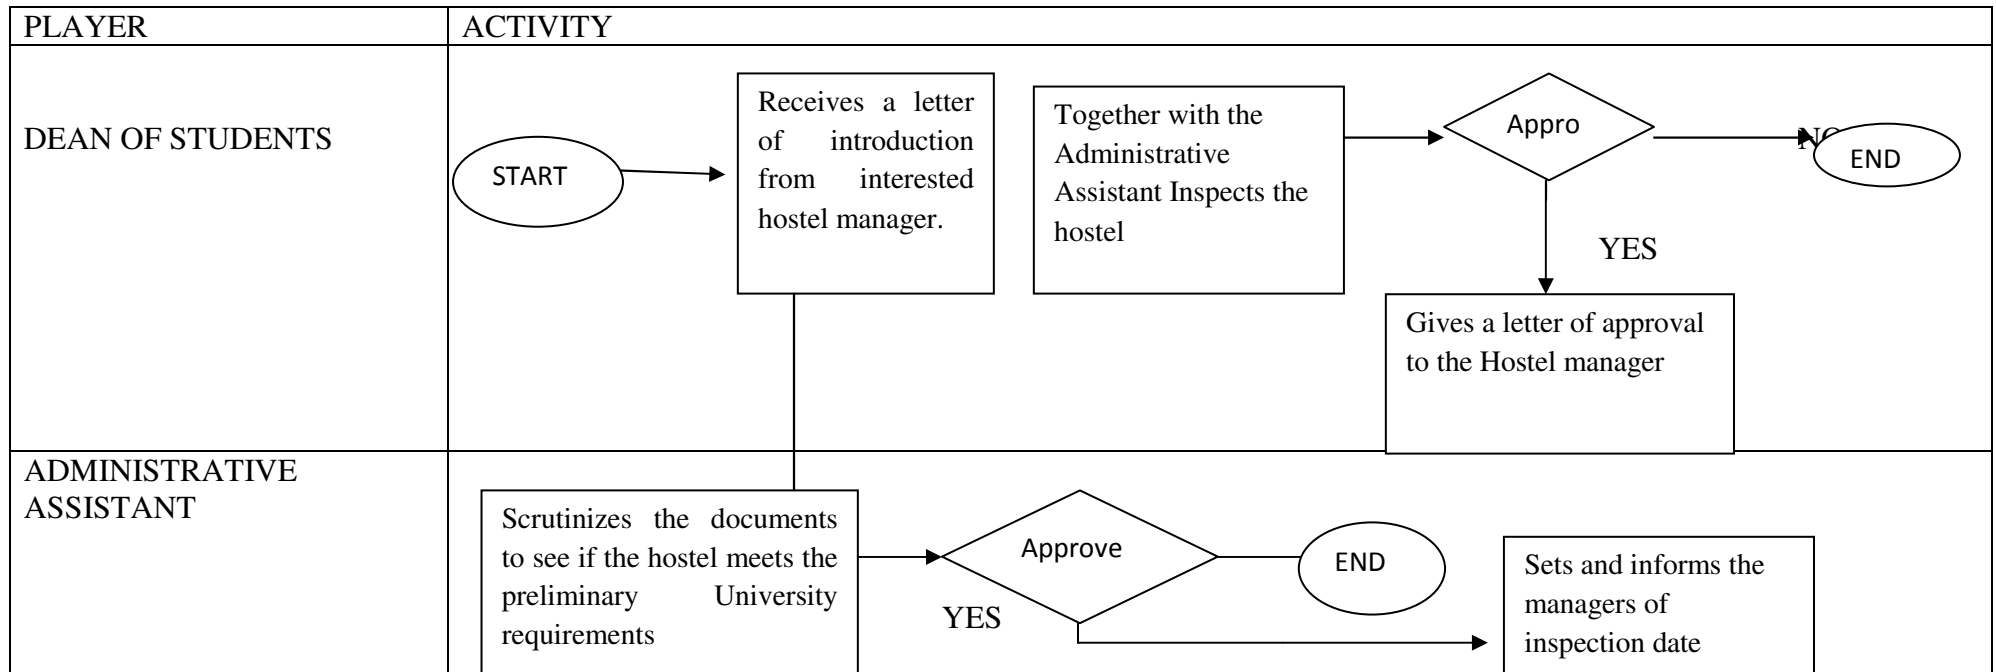 PLAYER
ACTIVITY
DEAN OF STUDENTS
START
Receives a letter
of introduction
from interested
hostel manager.
Together with the
Administrative
Assistant Inspects the
hostel
Appro
NO
END
YES
Gives a letter of approval
to the Hostel manager
ADMINISTRATIVE
ASSISTANT
Scrutinizes the documents
to see if the hostel meets the
preliminary University
requirements
Approve
YES
END
Sets and informs the
managers of
inspection date